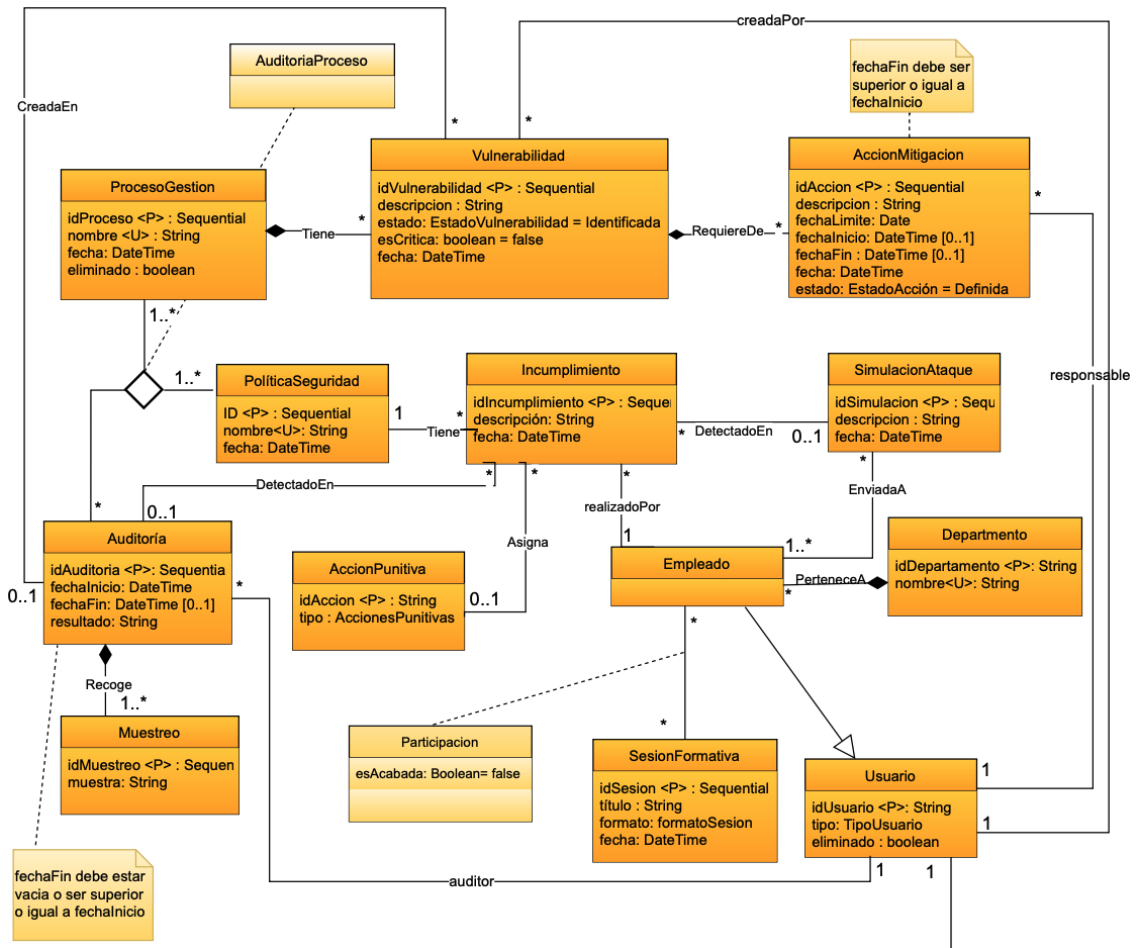 creadaPor
AuditoriaProceso
fechaFin debe ser
superior o igual a
fechaInicio
CreadaEn
*
*
Vulnerabilidad
idVulnerabilidad <P> : Sequential
descripcion : String
estado: EstadoVulnerabilidad = Identificada
esCritica: boolean = false
fecha: DateTime
AccionMitigacion
idAccion <P> : Sequential
descripcion : String
fechaLimite: Date
fechaInicio: DateTime [0..1]
fechaFin : DateTime [0..1]
fecha: DateTime
estado: EstadoAcción = Definida
*
ProcesoGestion
idProceso <P> : Sequential
nombre <U> : String
fecha: DateTime
eliminado : boolean
Tiene
*
RequiereDe
*
1..*
1..*
PolíticaSeguridad
ID <P> : Sequential
nombre<U>: String
fecha: DateTime
1
Tiene
*
Incumplimiento
idIncumplimiento <P> : Sequen
descripción: String
fecha: DateTime
*
DetectadoEn
0..1
SimulacionAtaque
idSimulacion <P> : Sequ
descripcion : String
fecha: DateTime
responsable
*
DetectadoEn
0..1
*
*
*
*
realizadoPor
1
EnviadaA
1..*
Auditoría
idAuditoria <P>: Sequentia
fechaInicio: DateTime
fechaFin: DateTime [0..1]
resultado: String
0..1
*
Asigna
AccionPunitiva
idAccion <P> : String
tipo : AccionesPunitivas
0..1
Empleado
PerteneceA
*
Departmento
idDepartamento <P>: String
nombre<U>: String
Recoge
1..*
Muestreo
idMuestreo <P> : Sequen
muestra: String
*
*
Participacion
esAcabada: Boolean= false
SesionFormativa
idSesion <P> : Sequential
título : String
formato: formatoSesion
fecha: DateTime
Usuario
idUsuario <P>: String
tipo: TipoUsuario
eliminado : boolean
1
1
1
1
auditor
fechaFin debe estar
vacia o ser superior
o igual a fechaInicio